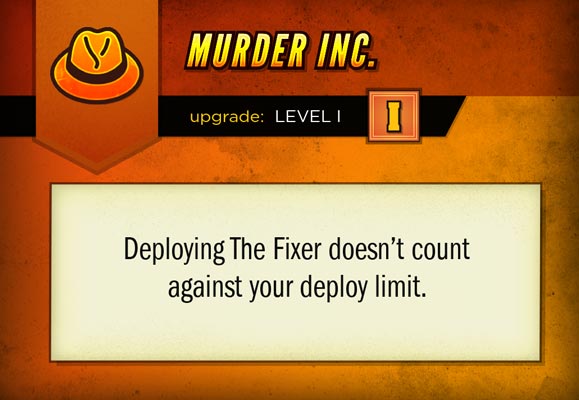 MURDER INC.
upgrade: LEVEL I
I
Deploying The Fixer doesn't count
against your deploy limit.